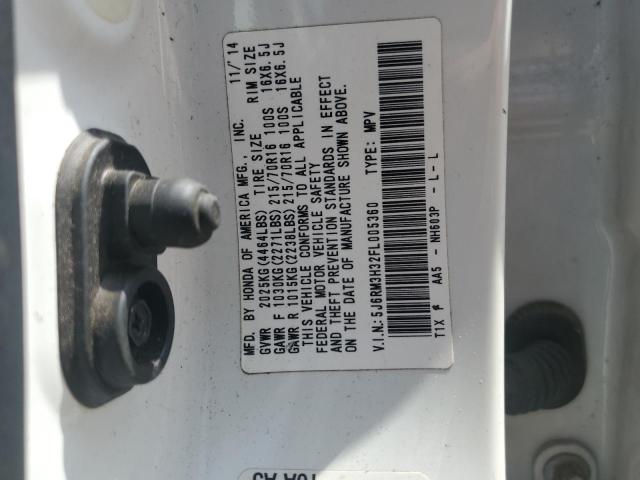 MFD. BY HONDA OF AMERICA MFG., INC. 11/ 14
GVWR 2025KG(4464LBS) TIRE SIZE RIM SIZE
GAWR F 1030KG(2271LBS) 215/70R16 100S 16X6.5J
GAWR R 1015KG(2238LBS) 215/70R16 100S 16X6.5J
THIS VEHICLE CONFORMS TO ALL APPLICABLE
FEDERAL MOTOR VEHICLE SAFETY
AND THEFT PREVENTION STANDARDS IN EFFECT
ON THE DATE OF MANUFACTURE SHOWN ABOVE.
V.I.N.: 5J6RM3H32FL005360 TYPE: MPV
T1X AA5 - NH603P - L - L